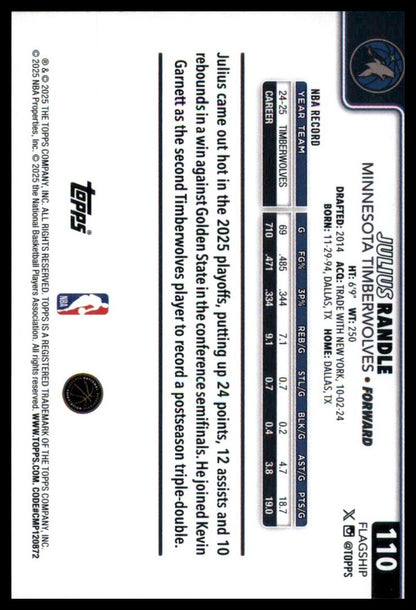 110
FLAGSHIP
@TOPPS
JULIUS RANDLE
MINNESOTA TIMBERWOLVES • FORWARD
HT: 6'9" WT: 250
DRAFTED: 2014 ACQ: TRADE WITH NEW YORK, 10-02-24
BORN: 11-29-94, DALLAS, TX HOME: DALLAS, TX
NBA RECORD
YEAR TEAM G FG% 3P% REB/G STL/G BLK/G AST/G PTS/G
24-25 TIMBERWOLVES 69 .485 .344 7.1 0.7 0.2 4.7 18.7
CAREER 710 .471 .334 9.1 0.7 0.4 3.8 19.0
Julius came out hot in the 2025 playoffs, putting up 24 points, 12 assists and 10
rebounds in a win against Golden State in the conference semifinals. He joined Kevin
Garnett as the second Timberwolves player to record a postseason triple-double.
topps
NBA
® & © 2025 THE TOPPS COMPANY, INC. ALL RIGHTS RESERVED. TOPPS IS A REGISTERED TRADEMARK OF THE TOPPS COMPANY, INC.
© 2025 NBA Properties, Inc. © 2025 the National Basketball Players Association. All rights reserved. WWW.TOPPS.COM. CODE#CMP120872